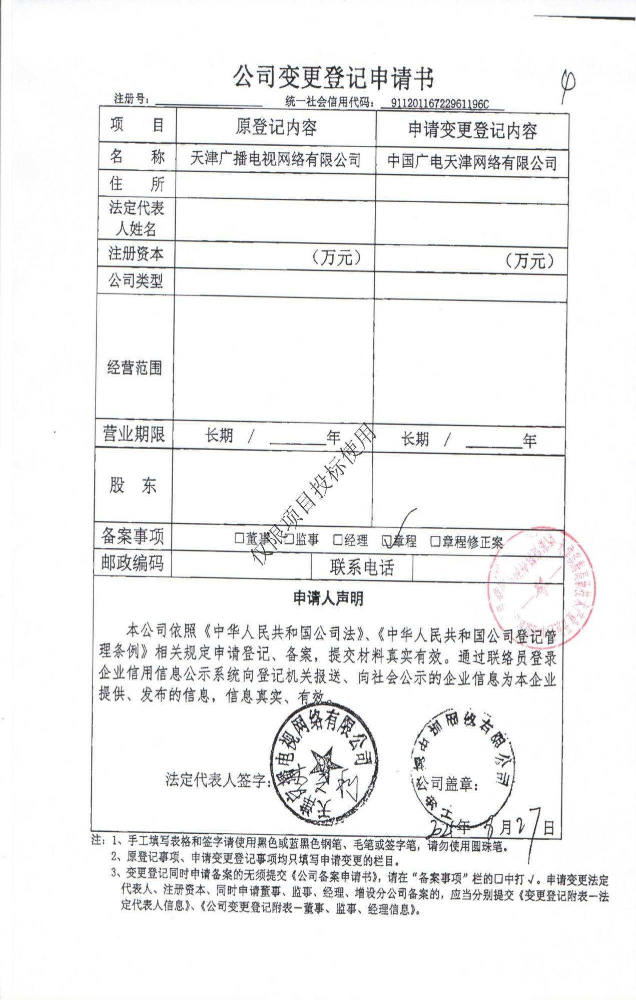 公司变更登记申请书
注册号：
统一社会信用代码： 91120116722961196C
项 目 原登记内容 申请变更登记内容
名 称 天津广播电视网络有限公司 中国广电天津网络有限公司
住 所
法定代表
人姓名
注册资本 （万元） （万元）
公司类型
经营范围
营业期限 长期 / ______年 长期 / ______年
股 东
备案事项 □董事 □监事 □经理 ☑章程 □章程修正案
邮政编码 联系电话
仅限项目投标使用
申请人声明
本公司依照《中华人民共和国公司法》、《中华人民共和国公司登记管
理条例》相关规定申请登记、备案，提交材料真实有效。通过联络员登录
企业信用信息公示系统向登记机关报送、向社会公示的企业信息为本企业
提供、发布的信息，信息真实、有效。
天津广播电视网络有限公司
法定代表人签字：
公司盖章：
年8月27日
注：1、手工填写表格和签字请使用黑色或蓝黑色钢笔、毛笔或签字笔，请勿使用圆珠笔。
2、原登记事项、申请变更登记事项均只填写申请变更的栏目。
3、变更登记同时申请备案的无须提交《公司备案申请书》，请在“备案事项”栏的□中打√。申请变更法定
代表人、注册资本、同时申请董事、监事、经理、增设分公司备案的，应当分别提交《变更登记附表－法
定代表人信息》、《公司变更登记附表－董事、监事、经理信息》。